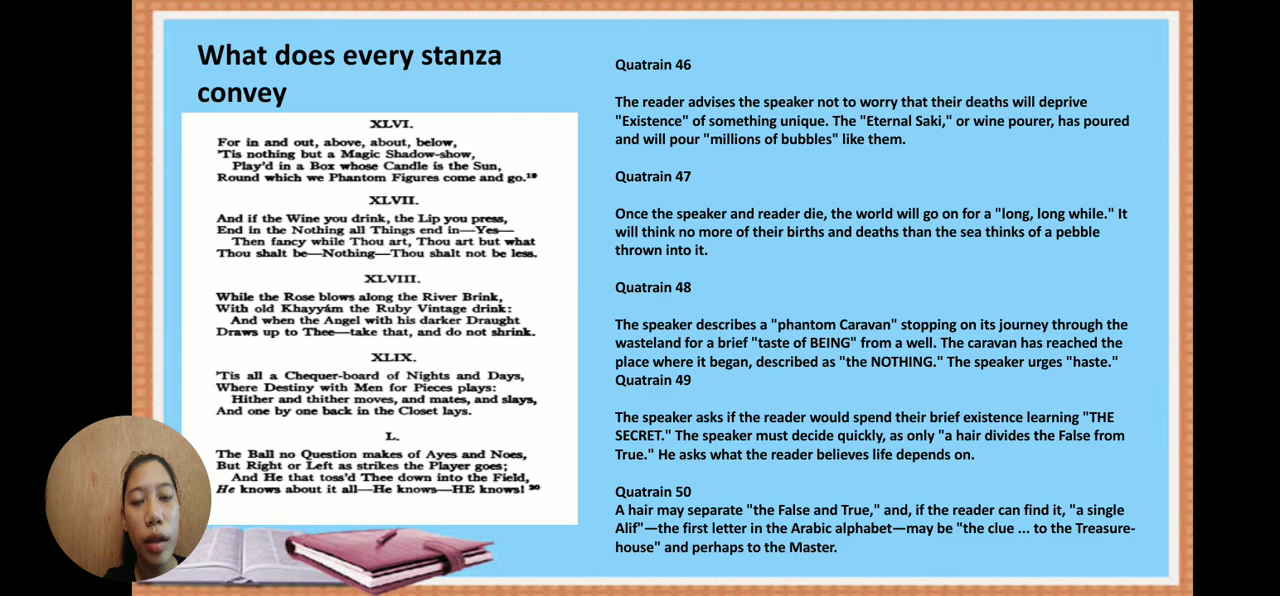 What does every stanza
convey
XLVI.
For in and out, above, about, below,
'Tis nothing but a Magic Shadow-show,
Play'd in a Box whose Candle is the Sun,
Round which we Phantom Figures come and go.¹⁹
XLVII.
And if the Wine you drink, the Lip you press,
End in the Nothing all Things end in—Yes—
Then fancy while Thou art, Thou art but what
Thou shalt be—Nothing—Thou shalt not be less.
XLVIII.
While the Rose blows along the River Brink,
With old Khayyám the Ruby Vintage drink:
And when the Angel with his darker Draught
Draws up to Thee—take that, and do not shrink.
XLIX.
'Tis all a Chequer-board of Nights and Days,
Where Destiny with Men for Pieces plays:
Hither and thither moves, and mates, and slays,
And one by one back in the Closet lays.
L.
The Ball no Question makes of Ayes and Noes,
But Right or Left as strikes the Player goes;
And He that toss'd Thee down into the Field,
He knows about it all—He knows—HE knows! ²⁰
Quatrain 46
The reader advises the speaker not to worry that their deaths will deprive
"Existence" of something unique. The "Eternal Saki," or wine pourer, has poured
and will pour "millions of bubbles" like them.
Quatrain 47
Once the speaker and reader die, the world will go on for a "long, long while." It
will think no more of their births and deaths than the sea thinks of a pebble
thrown into it.
Quatrain 48
The speaker describes a "phantom Caravan" stopping on its journey through the
wasteland for a brief "taste of BEING" from a well. The caravan has reached the
place where it began, described as "the NOTHING." The speaker urges "haste."
Quatrain 49
The speaker asks if the reader would spend their brief existence learning "THE
SECRET." The speaker must decide quickly, as only "a hair divides the False from
True." He asks what the reader believes life depends on.
Quatrain 50
A hair may separate "the False and True," and, if the reader can find it, "a single
Alif"—the first letter in the Arabic alphabet—may be "the clue ... to the Treasure-
house" and perhaps to the Master.